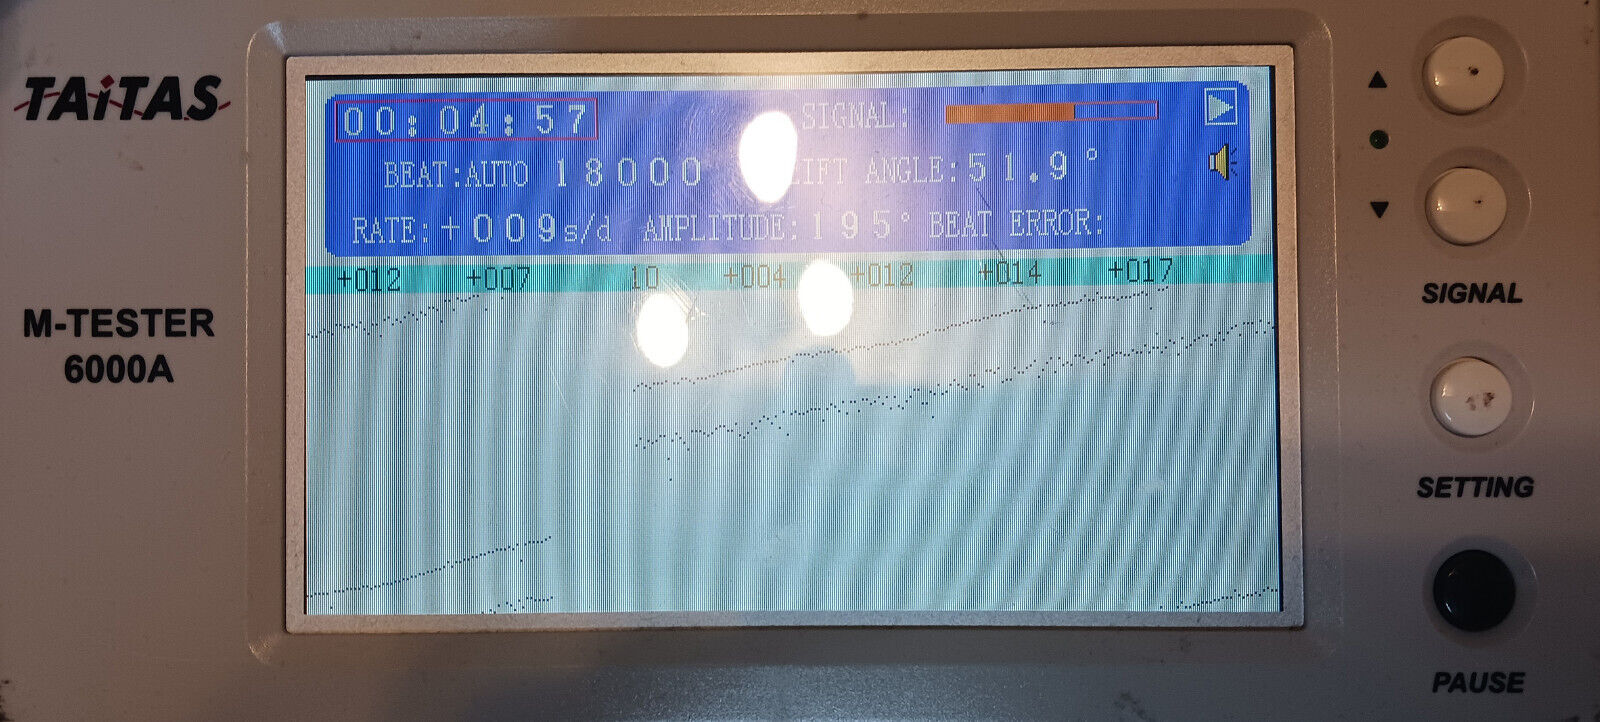 TAiTAS
M-TESTER
6000A
00:04:57 SIGNAL:
BEAT:AUTO 18000 ANGLE:51.9°
RATE:+009s/d AMPLITUDE:195° BEAT ERROR:
+012 +007 10 +004 +012 +014 +017
SIGNAL
SETTING
PAUSE